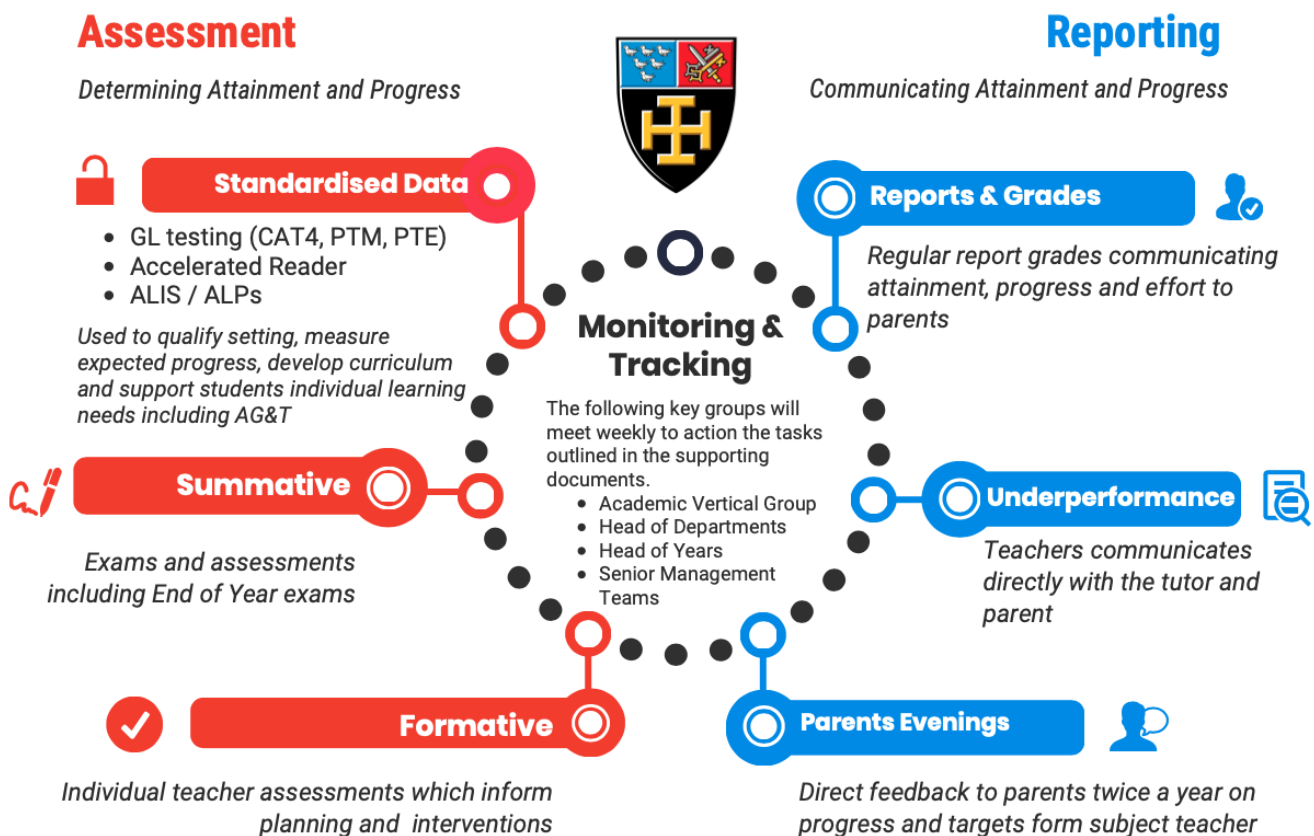 Assessment
Determining Attainment and Progress
Standardised Data
• GL testing (CAT4, PTM, PTE)
• Accelerated Reader
• ALIS / ALPs
Used to qualify setting, measure
expected progress, develop curriculum
and support students individual learning
needs including AG&T
Summative
Exams and assessments
including End of Year exams
Formative
Individual teacher assessments which inform
planning and interventions
Monitoring &
Tracking
The following key groups will
meet weekly to action the tasks
outlined in the supporting
documents.
• Academic Vertical Group
• Head of Departments
• Head of Years
• Senior Management
Teams
Reporting
Communicating Attainment and Progress
Reports & Grades
Regular report grades communicating
attainment, progress and effort to
parents
Underperformance
Teachers communicates
directly with the tutor and
parent
Parents Evenings
Direct feedback to parents twice a year on
progress and targets form subject teacher